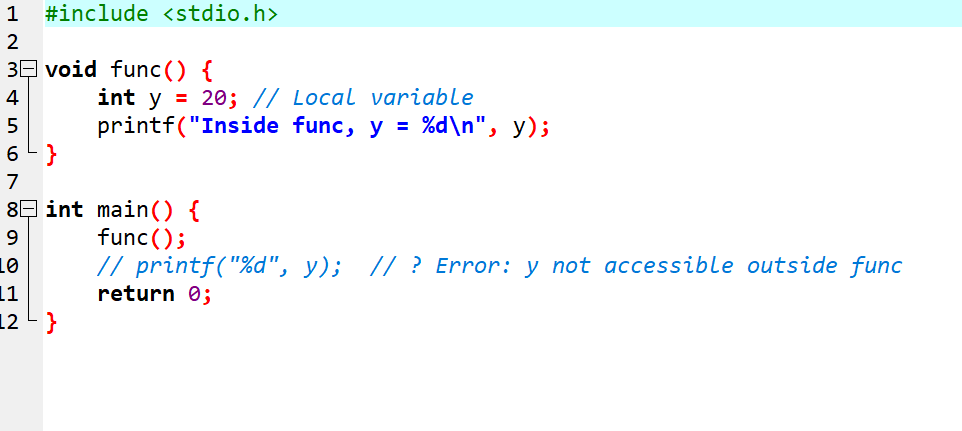 1 #include <stdio.h>
2
3 void func() {
4     int y = 20; // Local variable
5     printf("Inside func, y = %d\n", y);
6 }
7
8 int main() {
9     func();
10     // printf("%d", y);  // ? Error: y not accessible outside func
11     return 0;
12 }